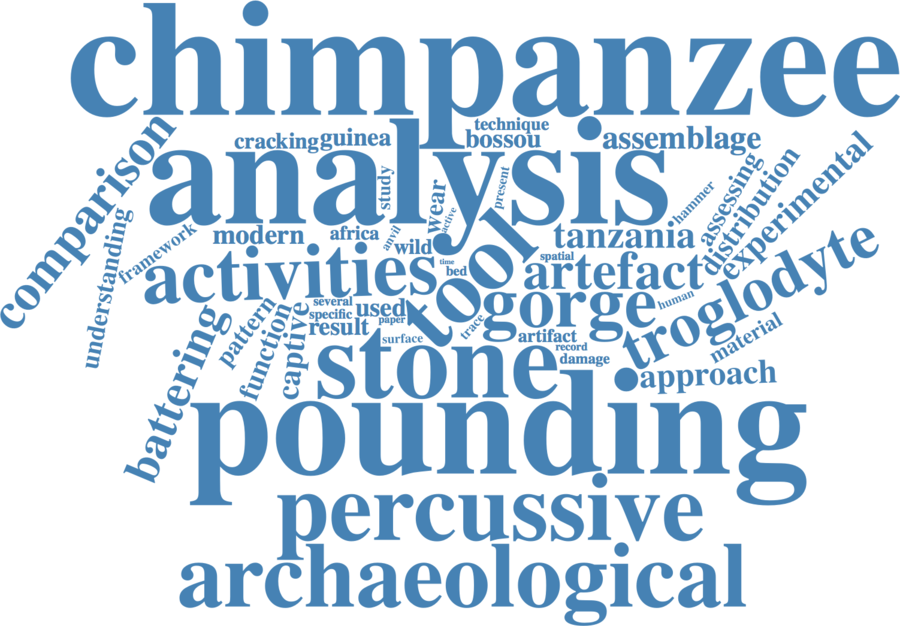 chimpanzee
technique
cracking guinea bossou assemblage
comparison
analysis
study
wear
active
present
hammer
assessing
distribution
experimental
understanding
framework
modern africa
anvil
wild
tanzania
activities
time
bed
tool
spatial
artefact
troglodyte
battering
pattern
function
captive
several
specific used
result paper
surface
trace
gorge human
artifact
record
damage
material
stone
approach
pounding
percussive
archaeological